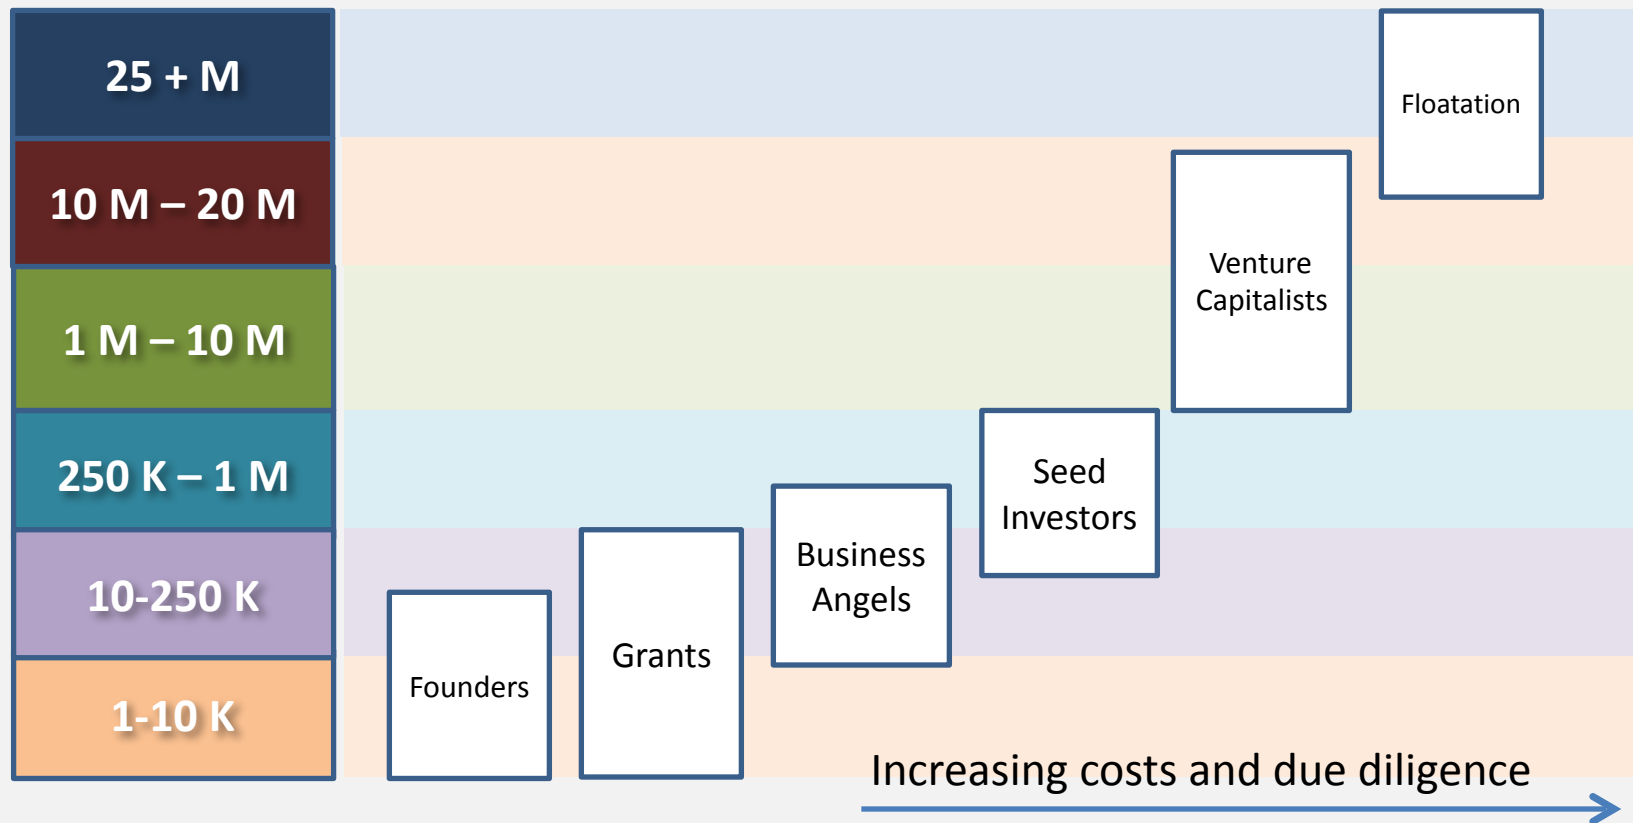 25 + M
10 M – 20 M
1 M – 10 M
250 K – 1 M
10-250 K
1-10 K
Founders
Grants
Business
Angels
Seed
Investors
Venture
Capitalists
Floatation
Increasing costs and due diligence